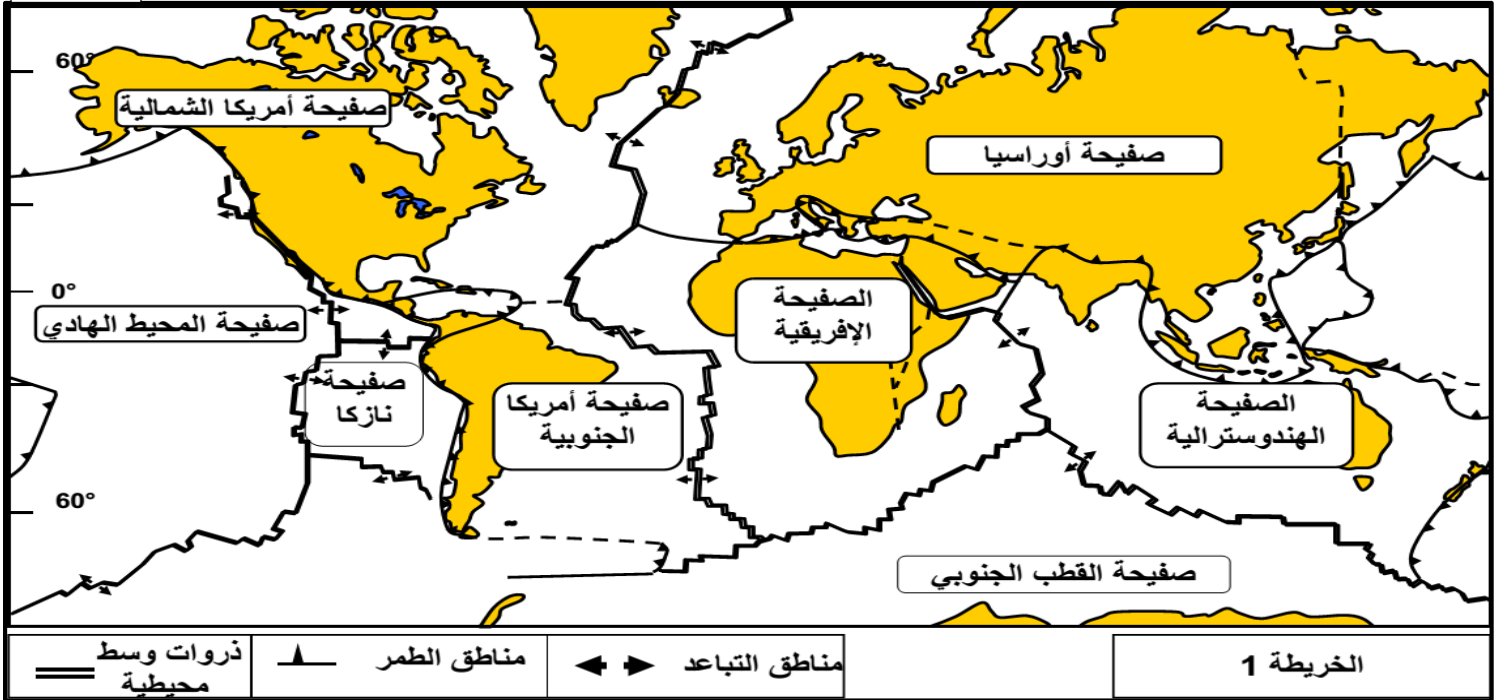 60°
صفيحة أمريكا الشمالية
صفيحة أوراسيا
0°
صفيحة المحيط الهادي
الصفيحة
الإفريقية
صفيحة
نازكا
صفيحة أمريكا
الجنوبية
الصفيحة
الهندوسترالية
60°
صفيحة القطب الجنوبي
ذروات وسط
محيطية
مناطق الطمر
مناطق التباعد
الخريطة 1